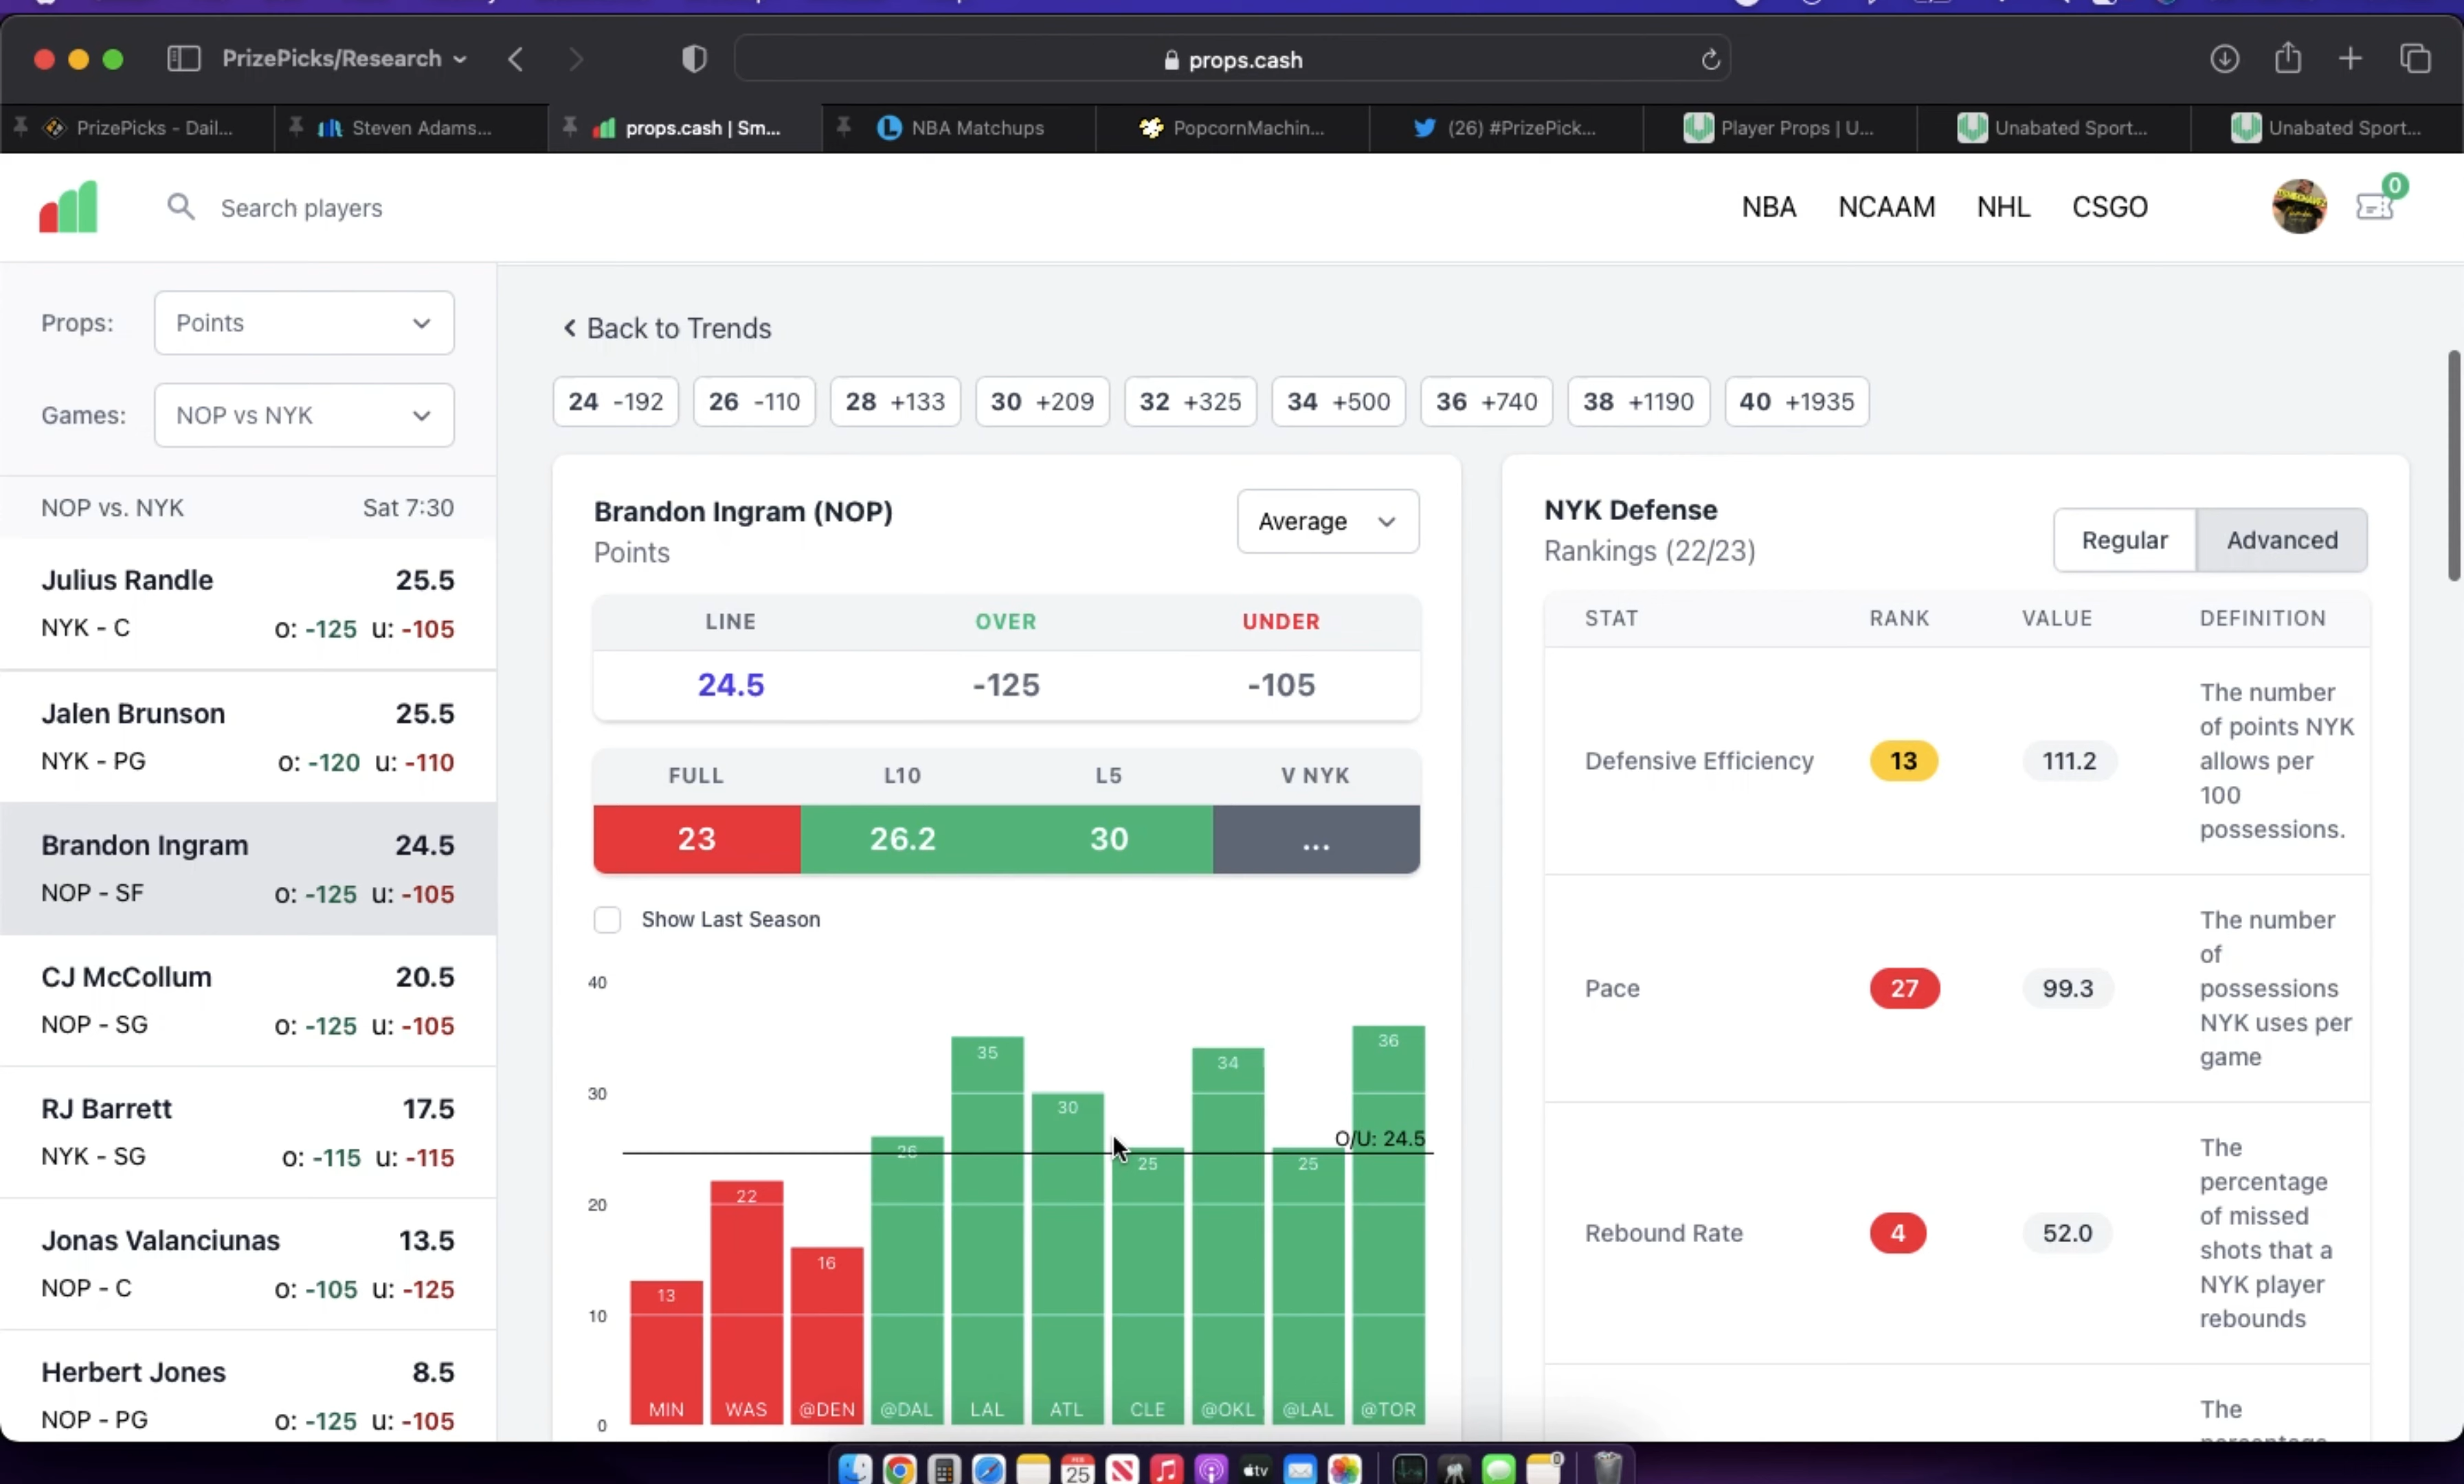 PrizePicks/Research
props.cash
PrizePicks - Dail...
Steven Adams...
props.cash | Sm...
NBA Matchups
PopcornMachin...
(26) #PrizePick...
Player Props | U...
Unabated Sport...
Unabated Sport...
Search players
NBA
NCAAM
NHL
CSGO
0
Props:
Points
Games:
NOP vs NYK
NOP vs. NYK
Sat 7:30
Julius Randle
25.5
NYK - C
o: -125 u: -105
Jalen Brunson
25.5
NYK - PG
o: -120 u: -110
Brandon Ingram
24.5
NOP - SF
o: -125 u: -105
CJ McCollum
20.5
NOP - SG
o: -125 u: -105
RJ Barrett
17.5
NYK - SG
o: -115 u: -115
Jonas Valanciunas
13.5
NOP - C
o: -105 u: -125
Herbert Jones
8.5
NOP - PG
o: -125 u: -105
Back to Trends
24 -192
26 -110
28 +133
30 +209
32 +325
34 +500
36 +740
38 +1190
40 +1935
Brandon Ingram (NOP)
Points
Average
LINE
OVER
UNDER
24.5
-125
-105
FULL
L10
L5
V NYK
23
26.2
30
...
Show Last Season
40
30
20
10
0
13
22
16
26
35
30
25
34
25
36
O/U: 24.5
MIN
WAS
@DEN
@DAL
LAL
ATL
CLE
@OKL
@LAL
@TOR
NYK Defense
Rankings (22/23)
Regular
Advanced
STAT
RANK
VALUE
DEFINITION
Defensive Efficiency
13
111.2
The number
of points NYK
allows per
100
possessions.
Pace
27
99.3
The number
of
possessions
NYK uses per
game
Rebound Rate
4
52.0
The
percentage
of missed
shots that a
NYK player
rebounds
The
25
tv